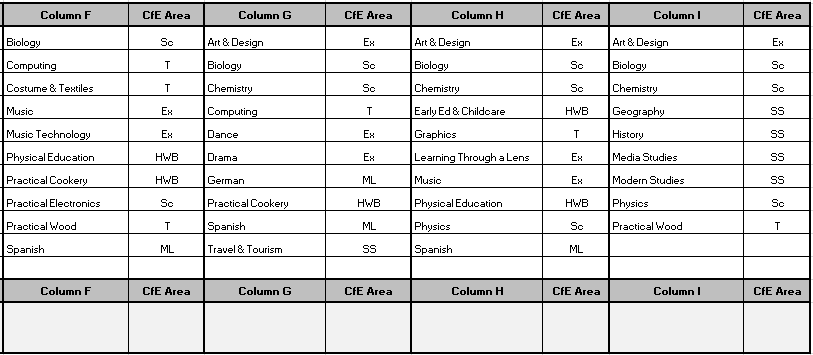 Column F CfE Area Column G CfE Area Column H CfE Area Column I CfE Area
Biology Sc Art & Design Ex Art & Design Ex Art & Design Ex
Computing T Biology Sc Biology Sc Biology Sc
Costume & Textiles T Chemistry Sc Chemistry Sc Chemistry Sc
Music Ex Computing T Early Ed & Childcare HWB Geography SS
Music Technology Ex Dance Ex Graphics T History SS
Physical Education HWB Drama Ex Learning Through a Lens Ex Media Studies SS
Practical Cookery HWB German ML Music Ex Modern Studies SS
Practical Electronics Sc Practical Cookery HWB Physical Education HWB Physics Sc
Practical Wood T Spanish ML Physics Sc Practical Wood T
Spanish ML Travel & Tourism SS Spanish ML
Column F CfE Area Column G CfE Area Column H CfE Area Column I CfE Area